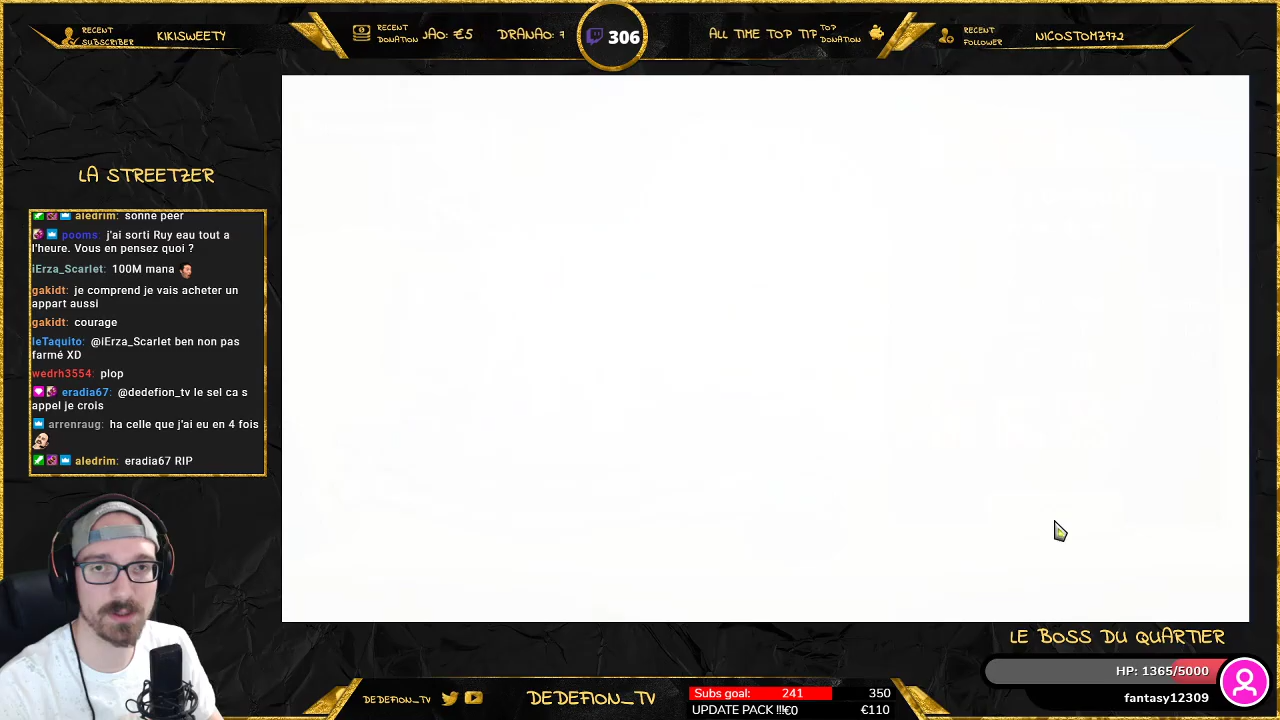 RECENT SUBSCRIBER KIKISWEETY
RECENT DONATION JAO: €5 DRANAO:
306
ALL TIME TOP TIP TOP DONATION
RECENT FOLLOWER NICOSTOMZ972
LA STREETZER
aledrim: sonne peer
pooms: j'ai sorti Ruy eau tout a
l'heure. Vous en pensez quoi ?
iErza_Scarlet: 100M mana
gakidt: je comprend je vais acheter un
appart aussi
gakidt: courage
leTaquito: @iErza_Scarlet ben non pas
farmé XD
wedrh3554: plop
eradia67: @dedefion_tv le sel ca s
appel je crois
arrenraug: ha celle que j'ai eu en 4 fois
aledrim: eradia67 RIP
LE BOSS DU QUARTIER
HP: 1365/5000
fantasy12309
DEDEFION_TV
DEDEFION_TV
Subs goal: 241 350
UPDATE PACK !!!€0 €110